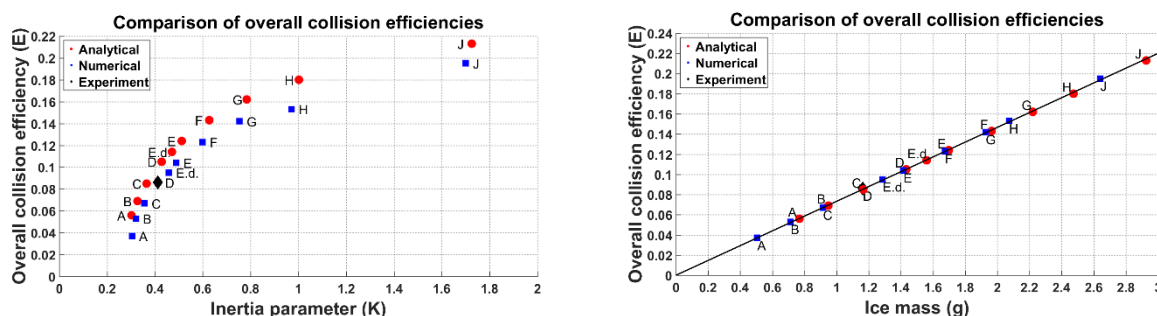 Comparison of overall collision efficiencies
Overall collision efficiency (E)
0.22
0.2
0.18
0.16
0.14
0.12
0.1
0.08
0.06
0.04
0.02
0
Analytical
Numerical
Experiment
J
J
H
H
G
G
F
F
E
E
E.d.
E.d.
D
D
C
C
B
B
A
A
0 0.2 0.4 0.6 0.8 1 1.2 1.4 1.6 1.8 2
Inertia parameter (K)
Comparison of overall collision efficiencies
Overall collision efficiency (E)
0.24
0.22
0.2
0.18
0.16
0.14
0.12
0.1
0.08
0.06
0.04
0.02
0
Analytical
Numerical
Experiment
J
J
H
H
G
G
F
F
E
E
E.d.
E.d.
D
D
C
C
B
B
A
A
0 0.2 0.4 0.6 0.8 1 1.2 1.4 1.6 1.8 2 2.2 2.4 2.6 2.8 3
Ice mass (g)